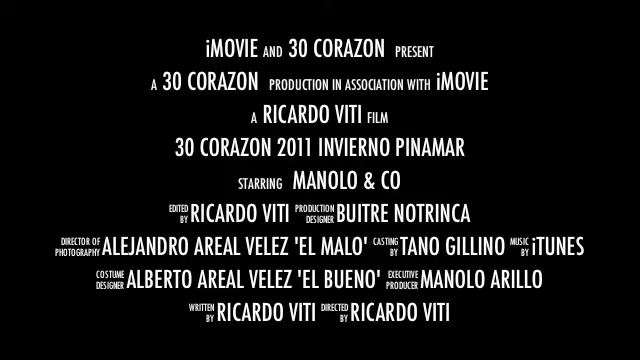 iMOVIE AND 30 CORAZON PRESENT
A 30 CORAZON PRODUCTION IN ASSOCIATION WITH iMOVIE
A RICARDO VITI FILM
30 CORAZON 2011 INVIERNO PINAMAR
STARRING MANOLO & CO
EDITED BY RICARDO VITI PRODUCTION DESIGNER BUITRE NOTRINCA
DIRECTOR OF PHOTOGRAPHY ALEJANDRO AREAL VELEZ 'EL MALO' CASTING BY TANO GILLINO MUSIC BY iTUNES
COSTUME DESIGNER ALBERTO AREAL VELEZ 'EL BUENO' EXECUTIVE PRODUCER MANOLO ARILLO
WRITTEN BY RICARDO VITI DIRECTED BY RICARDO VITI